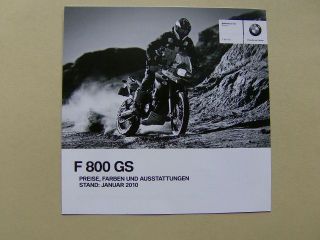 F 800 GS
PREISE, FARBEN UND AUSSTATTUNGEN
STAND: JANUAR 2010